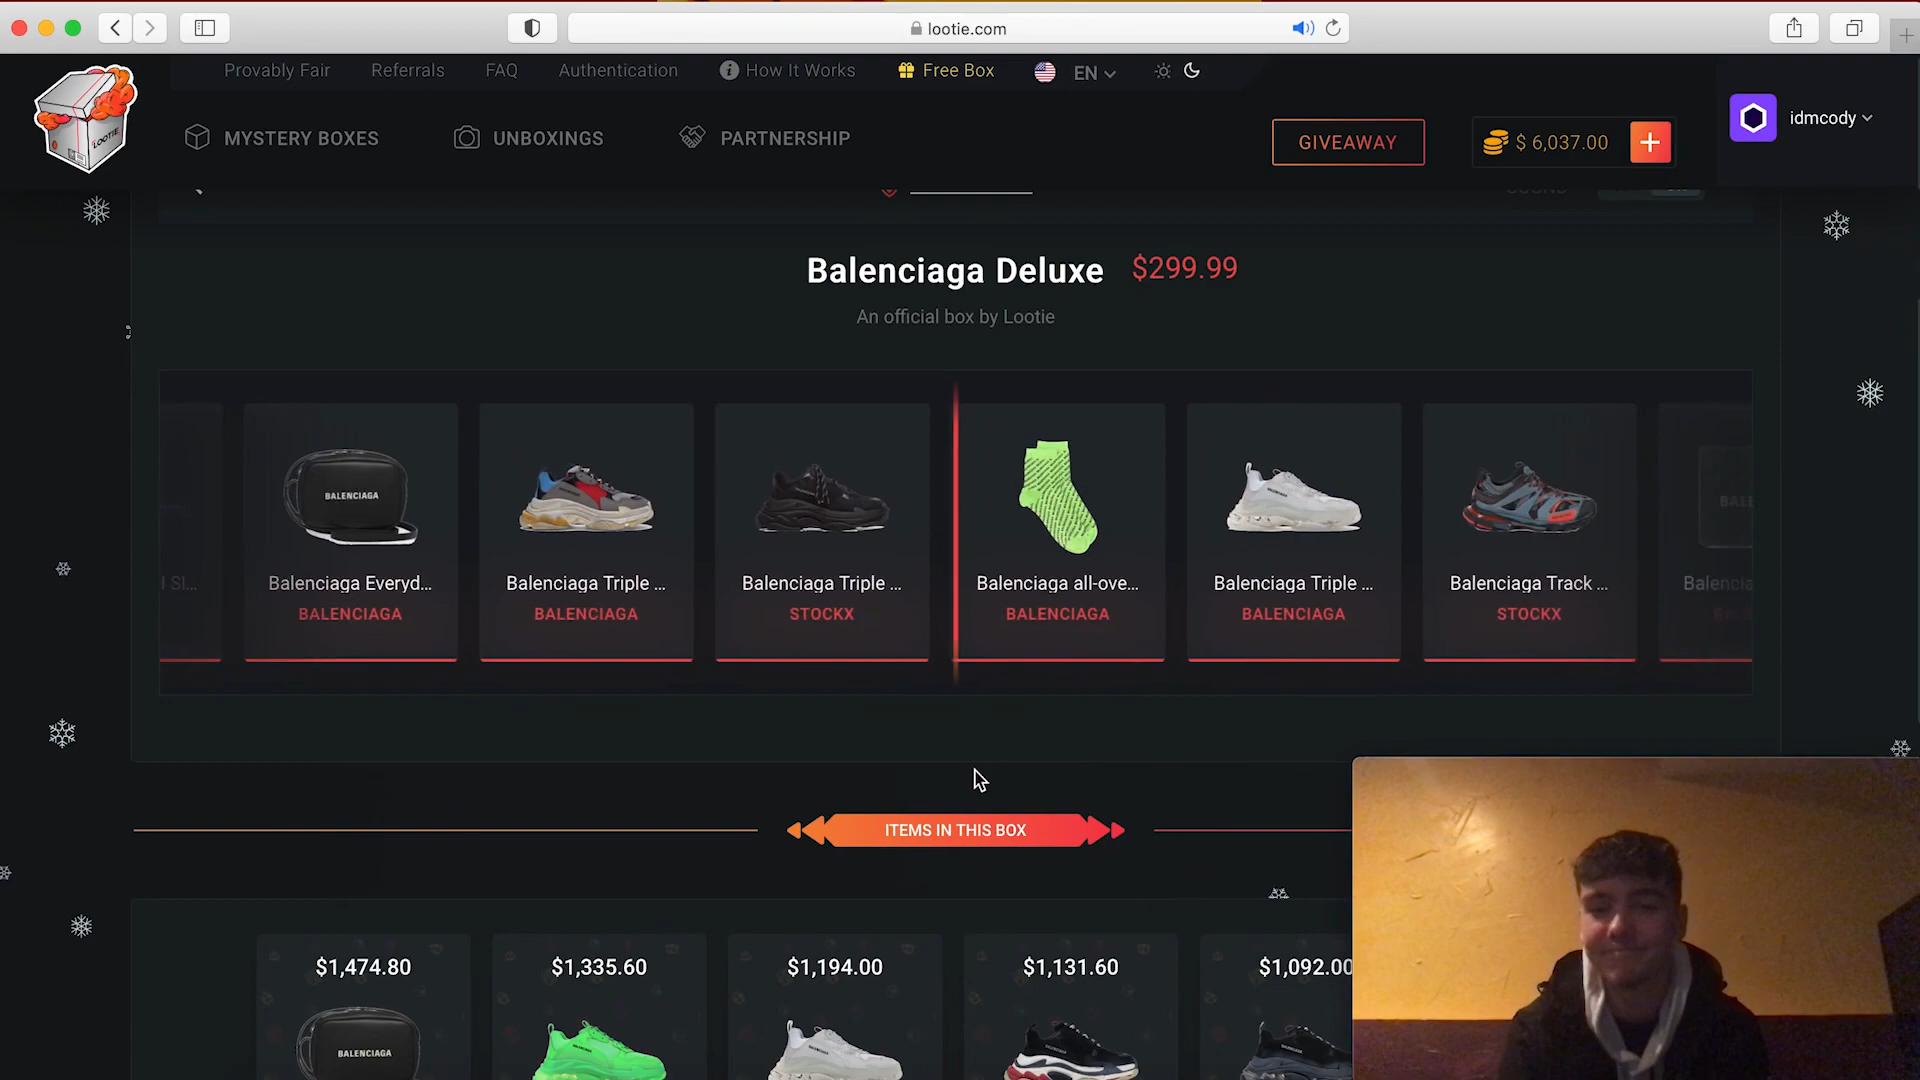 lootie.com
Provably Fair Referrals FAQ Authentication How It Works Free Box EN
LOOTIE
MYSTERY BOXES UNBOXINGS PARTNERSHIP GIVEAWAY $ 6,037.00 + idmcody
Balenciaga Deluxe $299.99
An official box by Lootie
BALENCIAGA
l Sl... Balenciaga Everyd... Balenciaga Triple ... Balenciaga Triple ... Balenciaga all-ove... Balenciaga Triple ... Balenciaga Track ... Balencia
BALENCIAGA BALENCIAGA STOCKX BALENCIAGA BALENCIAGA STOCKX
ITEMS IN THIS BOX
$1,474.80 $1,335.60 $1,194.00 $1,131.60 $1,092.00
BALENCIAGA